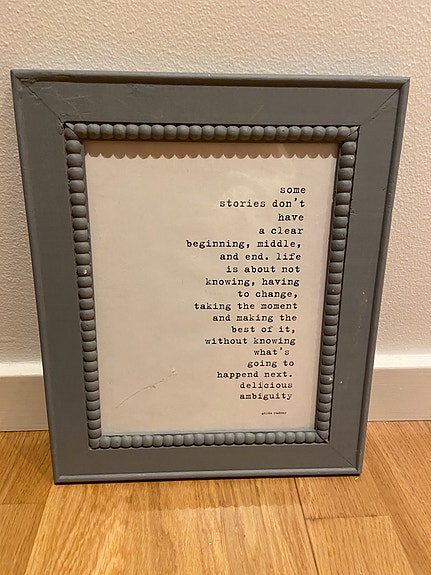 some
stories don't
have
a clear
beginning, middle,
and end. life
is about not
knowing, having
to change,
taking the moment
and making the
best of it,
without knowing
what's
going to
happend next.
delicious
ambiguity
gilda radner